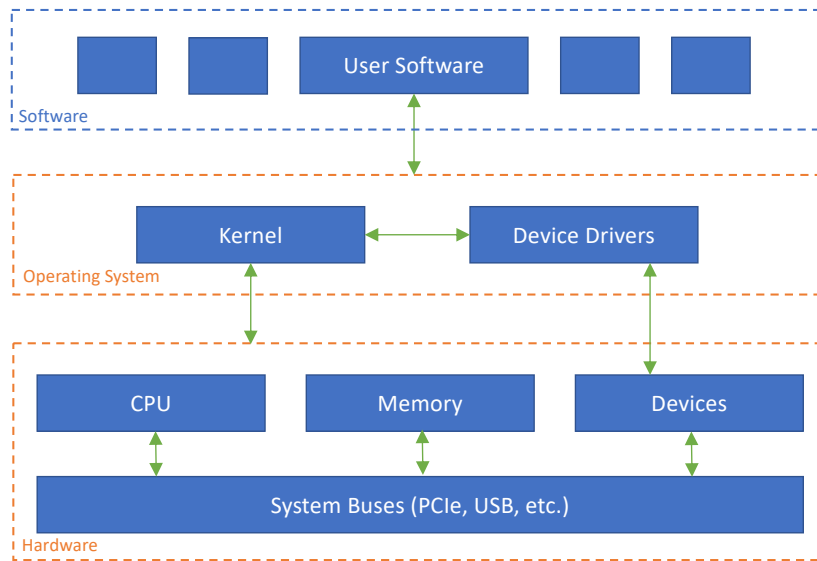 User Software
Software
Kernel
Device Drivers
Operating System
CPU
Memory
Devices
System Buses (PCIe, USB, etc.)
Hardware